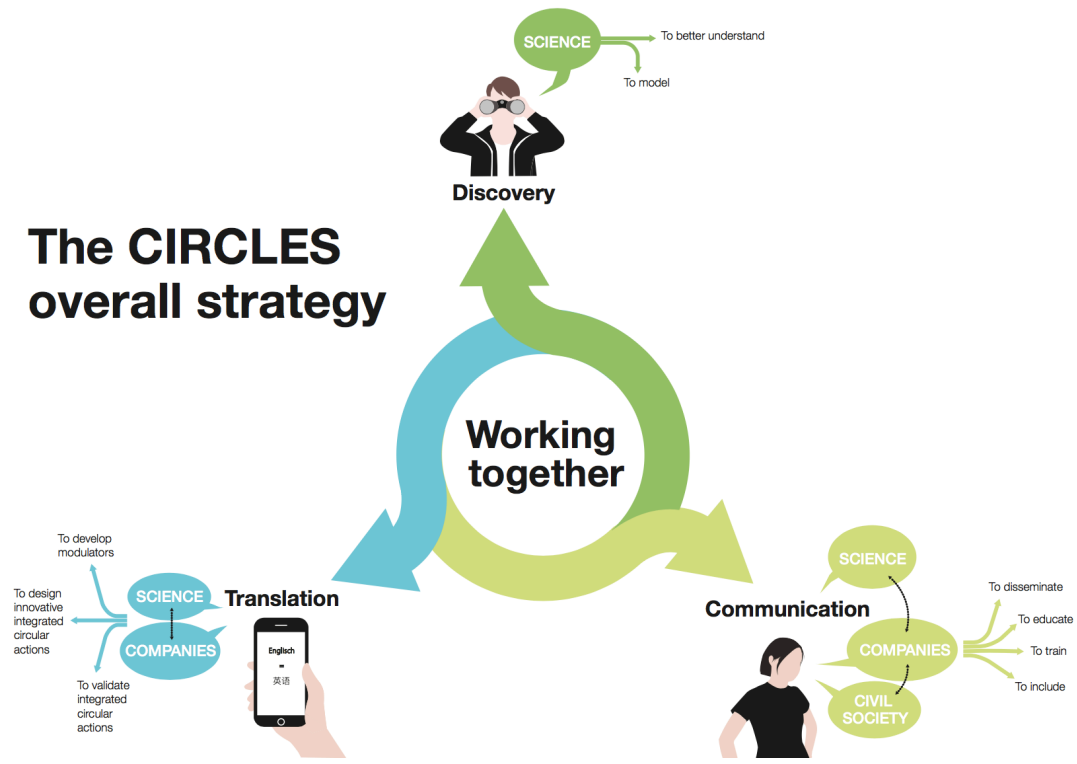 SCIENCE
To better understand
To model
Discovery
The CIRCLES
overall strategy
Working
together
To develop
modulators
To design
innovative
integrated
circular
actions
To validate
integrated
circular
actions
SCIENCE
COMPANIES
Translation
Englisch
=
英语
Communication
SCIENCE
COMPANIES
CIVIL
SOCIETY
To disseminate
To educate
To train
To include